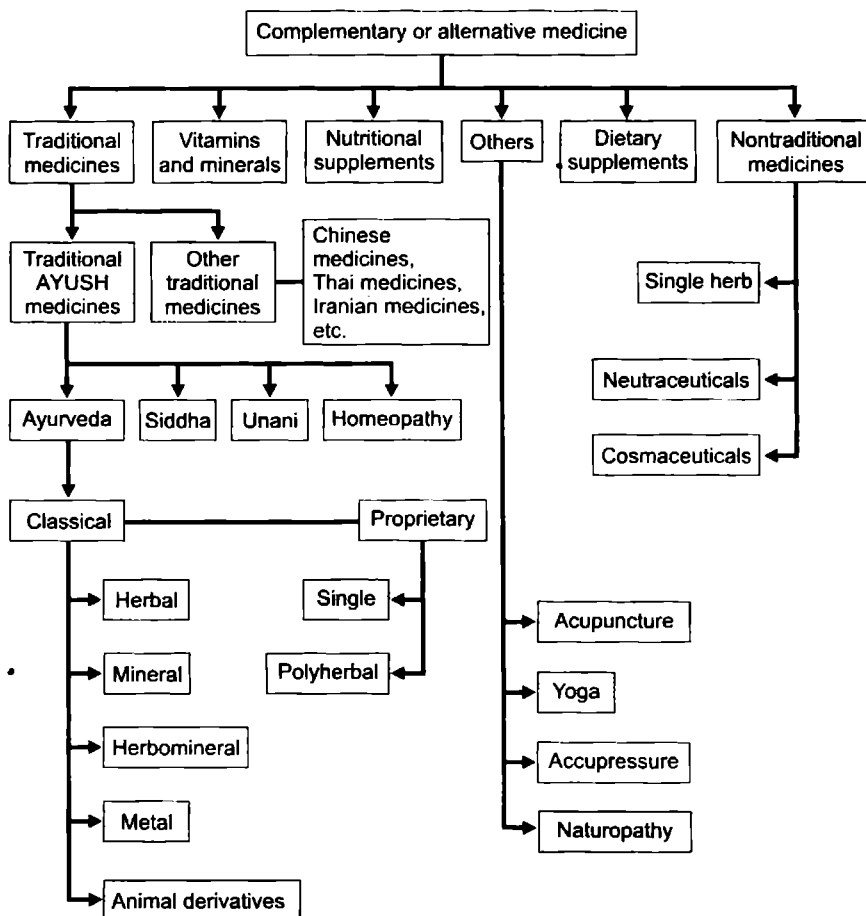 Complementary or alternative medicine
Traditional
medicines
Vitamins
and minerals
Nutritional
supplements
Others
Dietary
supplements
Nontraditional
medicines
Traditional
AYUSH
medicines
Other
traditional
medicines
Chinese
medicines,
Thai medicines,
Iranian medicines,
etc.
Single herb
Neutraceuticals
Cosmaceuticals
Ayurveda
Siddha
Unani
Homeopathy
Classical
Proprietary
Herbal
Mineral
Herbomineral
Metal
Animal derivatives
Single
Polyherbal
Acupuncture
Yoga
Accupressure
Naturopathy